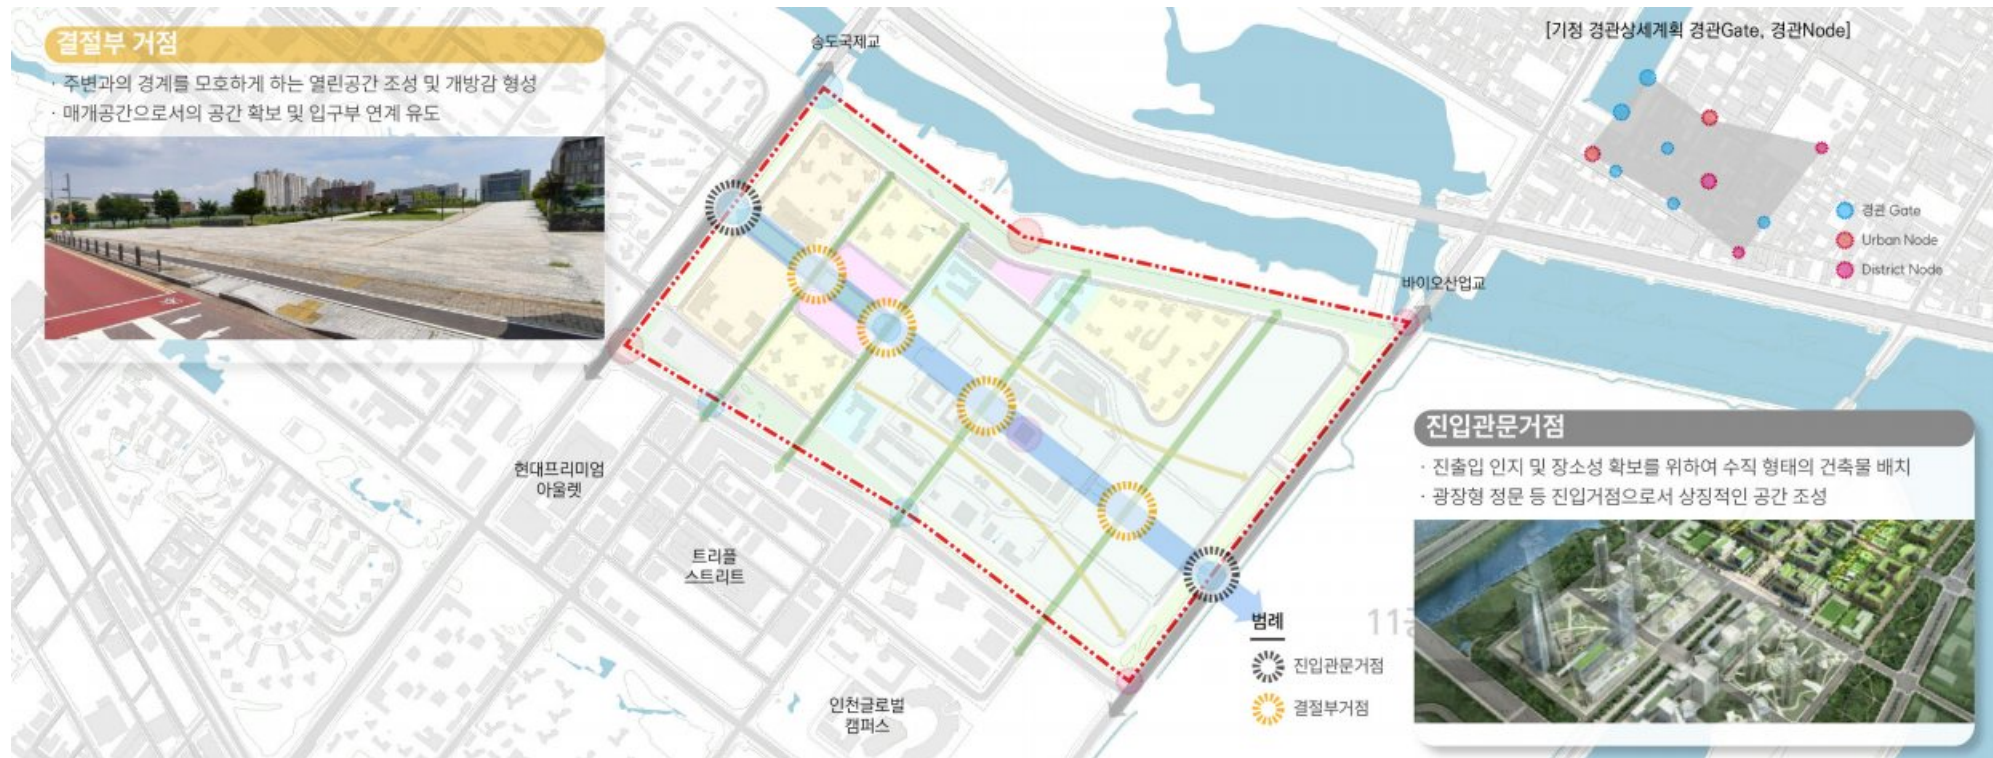 결절부 거점
· 주변과의 경계를 모호하게 하는 열린공간 조성 및 개방감 형성
· 매개공간으로서의 공간 확보 및 입구부 연계 유도
송도국제교
[기정 경관상세계획 경관Gate, 경관Node]
경관 Gate
Urban Node
District Node
바이오산업교
현대프리미엄
아울렛
트리플
스트리트
인천글로벌
캠퍼스
진입관문거점
· 진출입 인지 및 장소성 확보를 위하여 수직 형태의 건축물 배치
· 광장형 정문 등 진입거점으로서 상징적인 공간 조성
11공
범례
진입관문거점
결절부거점